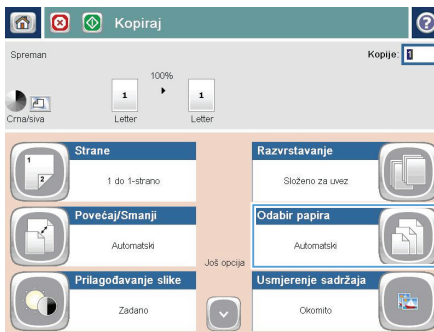 Kopiraj
Spreman
Kopije: 1
100%
1
1
Crna/siva
Letter
Letter
Strane
1 do 1-strano
Razvrstavanje
Složeno za uvez
Povećaj/Smanji
Automatski
Odabir papira
Automatski
Još opcija
Prilagođavanje slike
Zadano
Usmjerenje sadržaja
Okomito